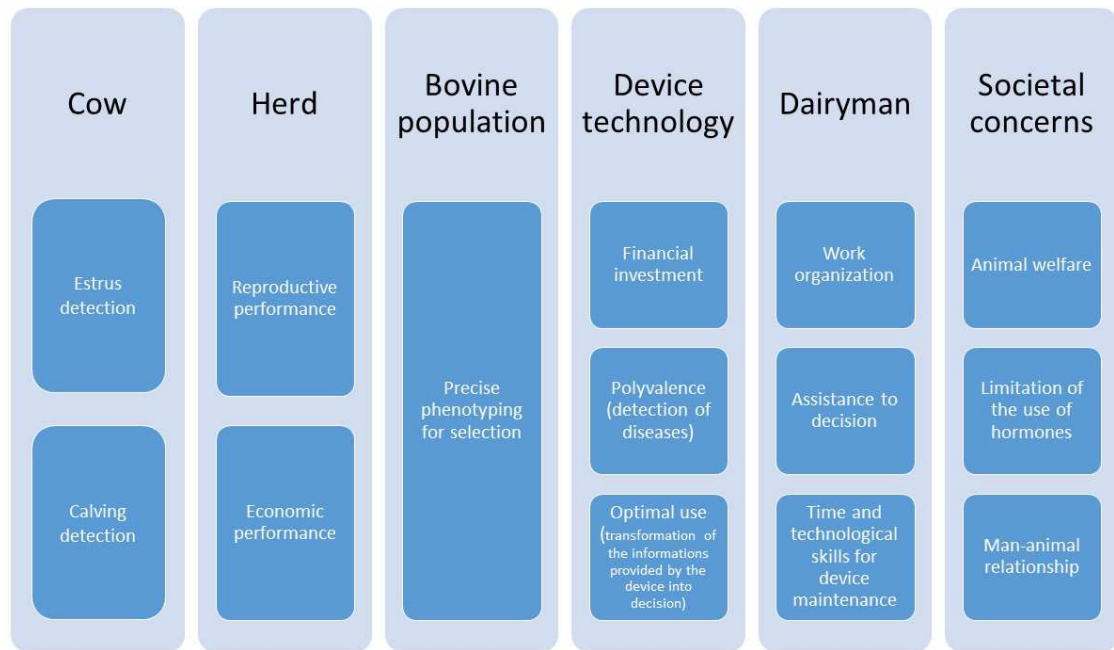 Cow
Estrus
detection
Calving
detection
Herd
Reproductive
performance
Economic
performance
Bovine
population
Precise
phenotyping
for selection
Device
technology
Financial
investment
Polyvalence
(detection of
diseases)
Optimal use
(transformation of
the informations
provided by the
device into
decision)
Dairyman
Work
organization
Assistance to
decision
Time and
technological
skills for
device
maintenance
Societal
concerns
Animal welfare
Limitation of
the use of
hormones
Man-animal
relationship